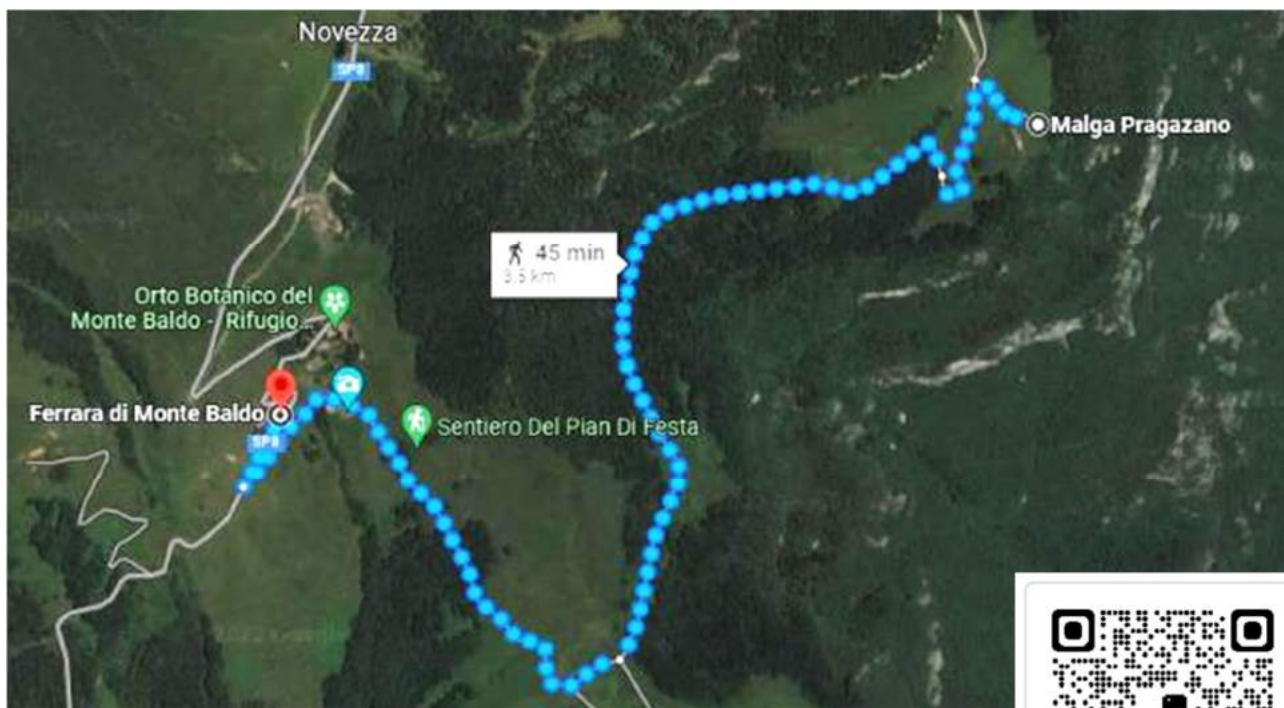 Novezza
SP8
Malga Pragazano
45 min
3,5 km
Orto Botanico del
Monte Baldo - Rifugio...
Ferrara di Monte Baldo
SP8
Sentiero Del Pian Di Festa